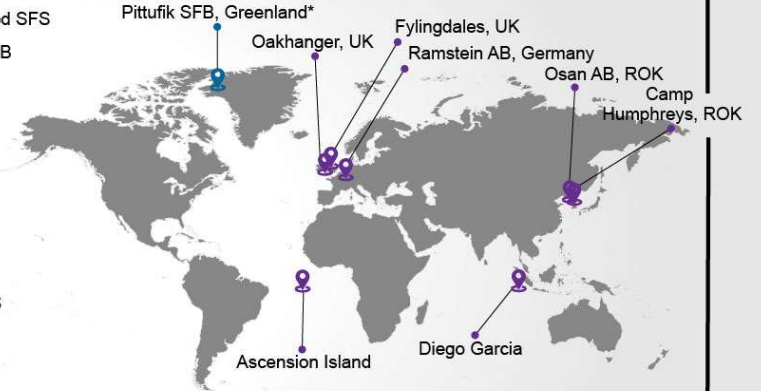 d SFS
B
Pittufik SFB, Greenland*
Oakhanger, UK
Fylingdales, UK
Ramstein AB, Germany
Osan AB, ROK
Camp
Humphreys, ROK
Ascension Island
Diego Garcia